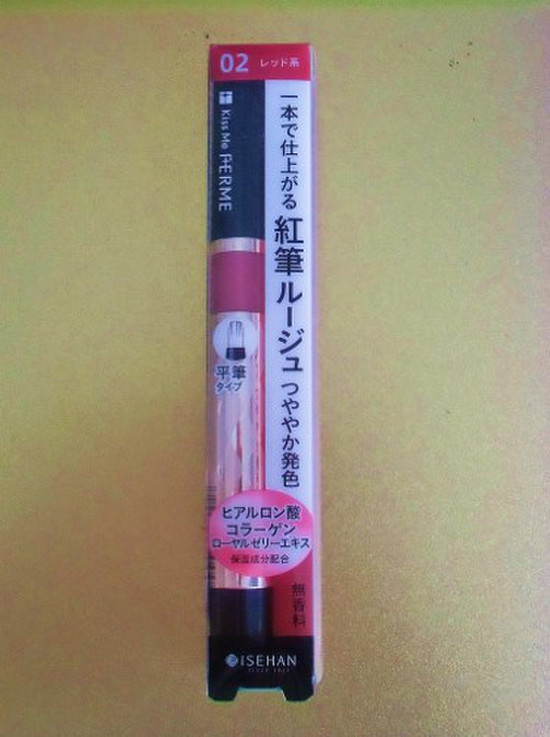 02 レッド系
Kiss Me FERME
一本で仕上がる 紅筆ルージュ つややか発色
平筆
タイプ
ヒアルロン酸
コラーゲン
ローヤルゼリーエキス
保湿成分配合
無香料
ISEHAN